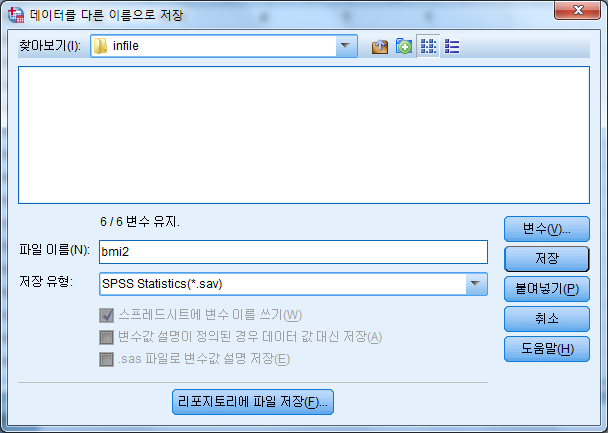 데이터를 다른 이름으로 저장
찾아보기(I): infile
6 / 6 변수 유지.
변수(V)...
파일 이름(N): bmi2
저장
저장 유형: SPSS Statistics(*.sav)
붙여넣기(P)
스프레드시트에 변수 이름 쓰기(W)
취소
변수값 설명이 정의된 경우 데이터 값 대신 저장(A)
도움말(H)
.sas 파일로 변수값 설명 저장(E)
리포지토리에 파일 저장(F)...